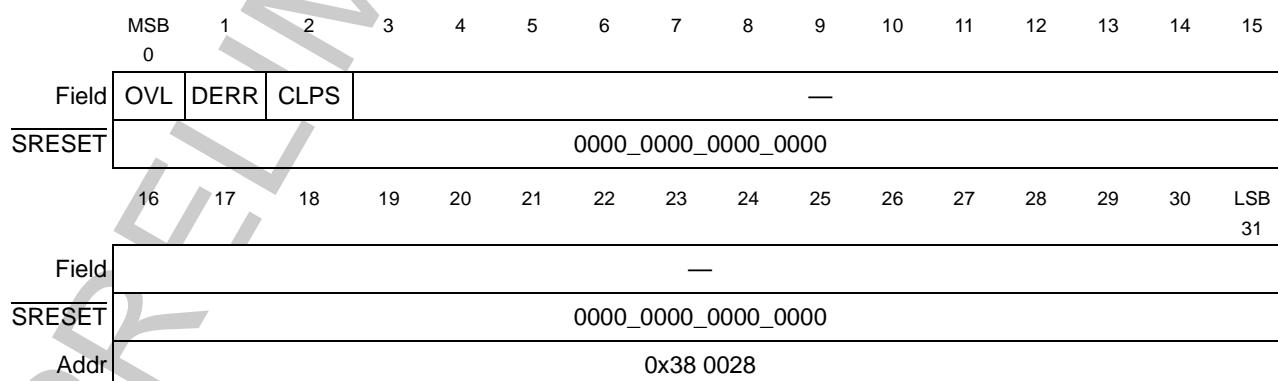 MSB 1 2 3 4 5 6 7 8 9 10 11 12 13 14 15
0
Field OVL DERR CLPS —
SRESET 0000_0000_0000_0000
16 17 18 19 20 21 22 23 24 25 26 27 28 29 30 LSB
31
Field —
SRESET 0000_0000_0000_0000
Addr 0x38 0028